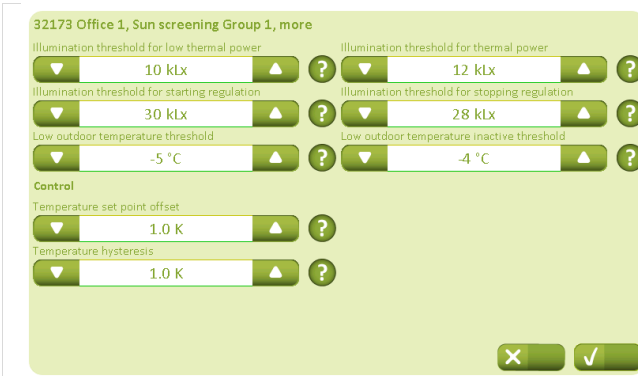 32173 Office 1, Sun screening Group 1, more
Illumination threshold for low thermal power
Illumination threshold for thermal power
10 kLx
?
12 kLx
?
Illumination threshold for starting regulation
Illumination threshold for stopping regulation
30 kLx
?
28 kLx
?
Low outdoor temperature threshold
Low outdoor temperature inactive threshold
-5 °C
?
-4 °C
?
Control
Temperature set point offset
1.0 K
?
Temperature hysteresis
1.0 K
?